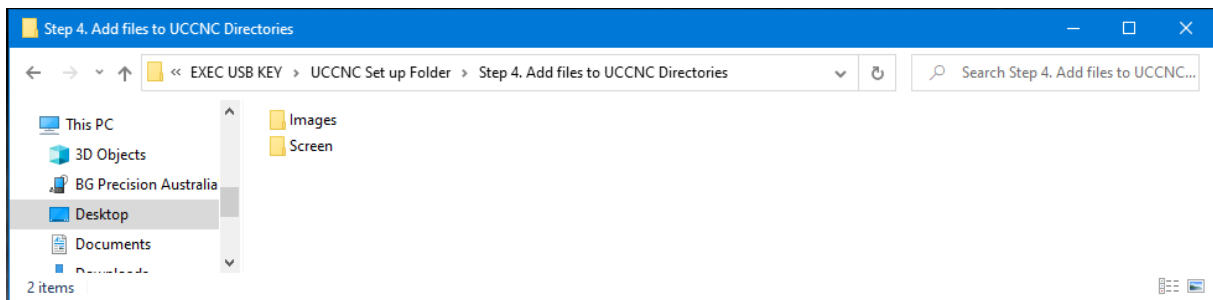 Step 4. Add files to UCCNC Directories
« EXEC USB KEY > UCCNC Set up Folder > Step 4. Add files to UCCNC Directories
Search Step 4. Add files to UCCNC...
This PC
3D Objects
BG Precision Australia
Desktop
Documents
Downloads
Images
Screen
2 items